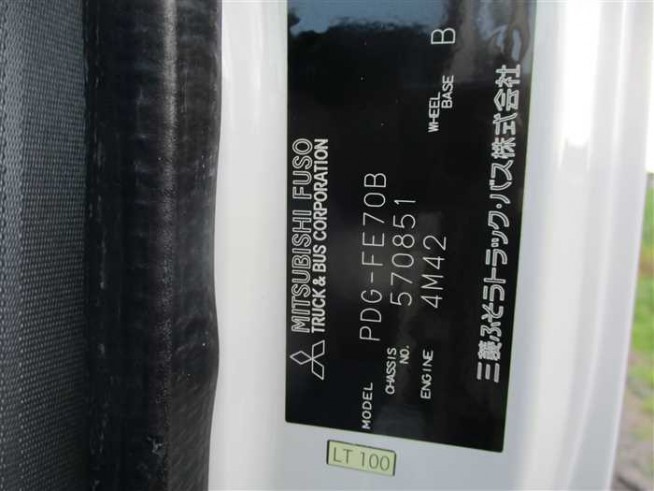 MITSUBISHI FUSO
TRUCK & BUS CORPORATION
MODEL PDG-FE70B
CHASSIS NO. 570851
ENGINE 4M42 WHEEL BASE B
三菱ふそうトラック・バス株式会社
LT 100